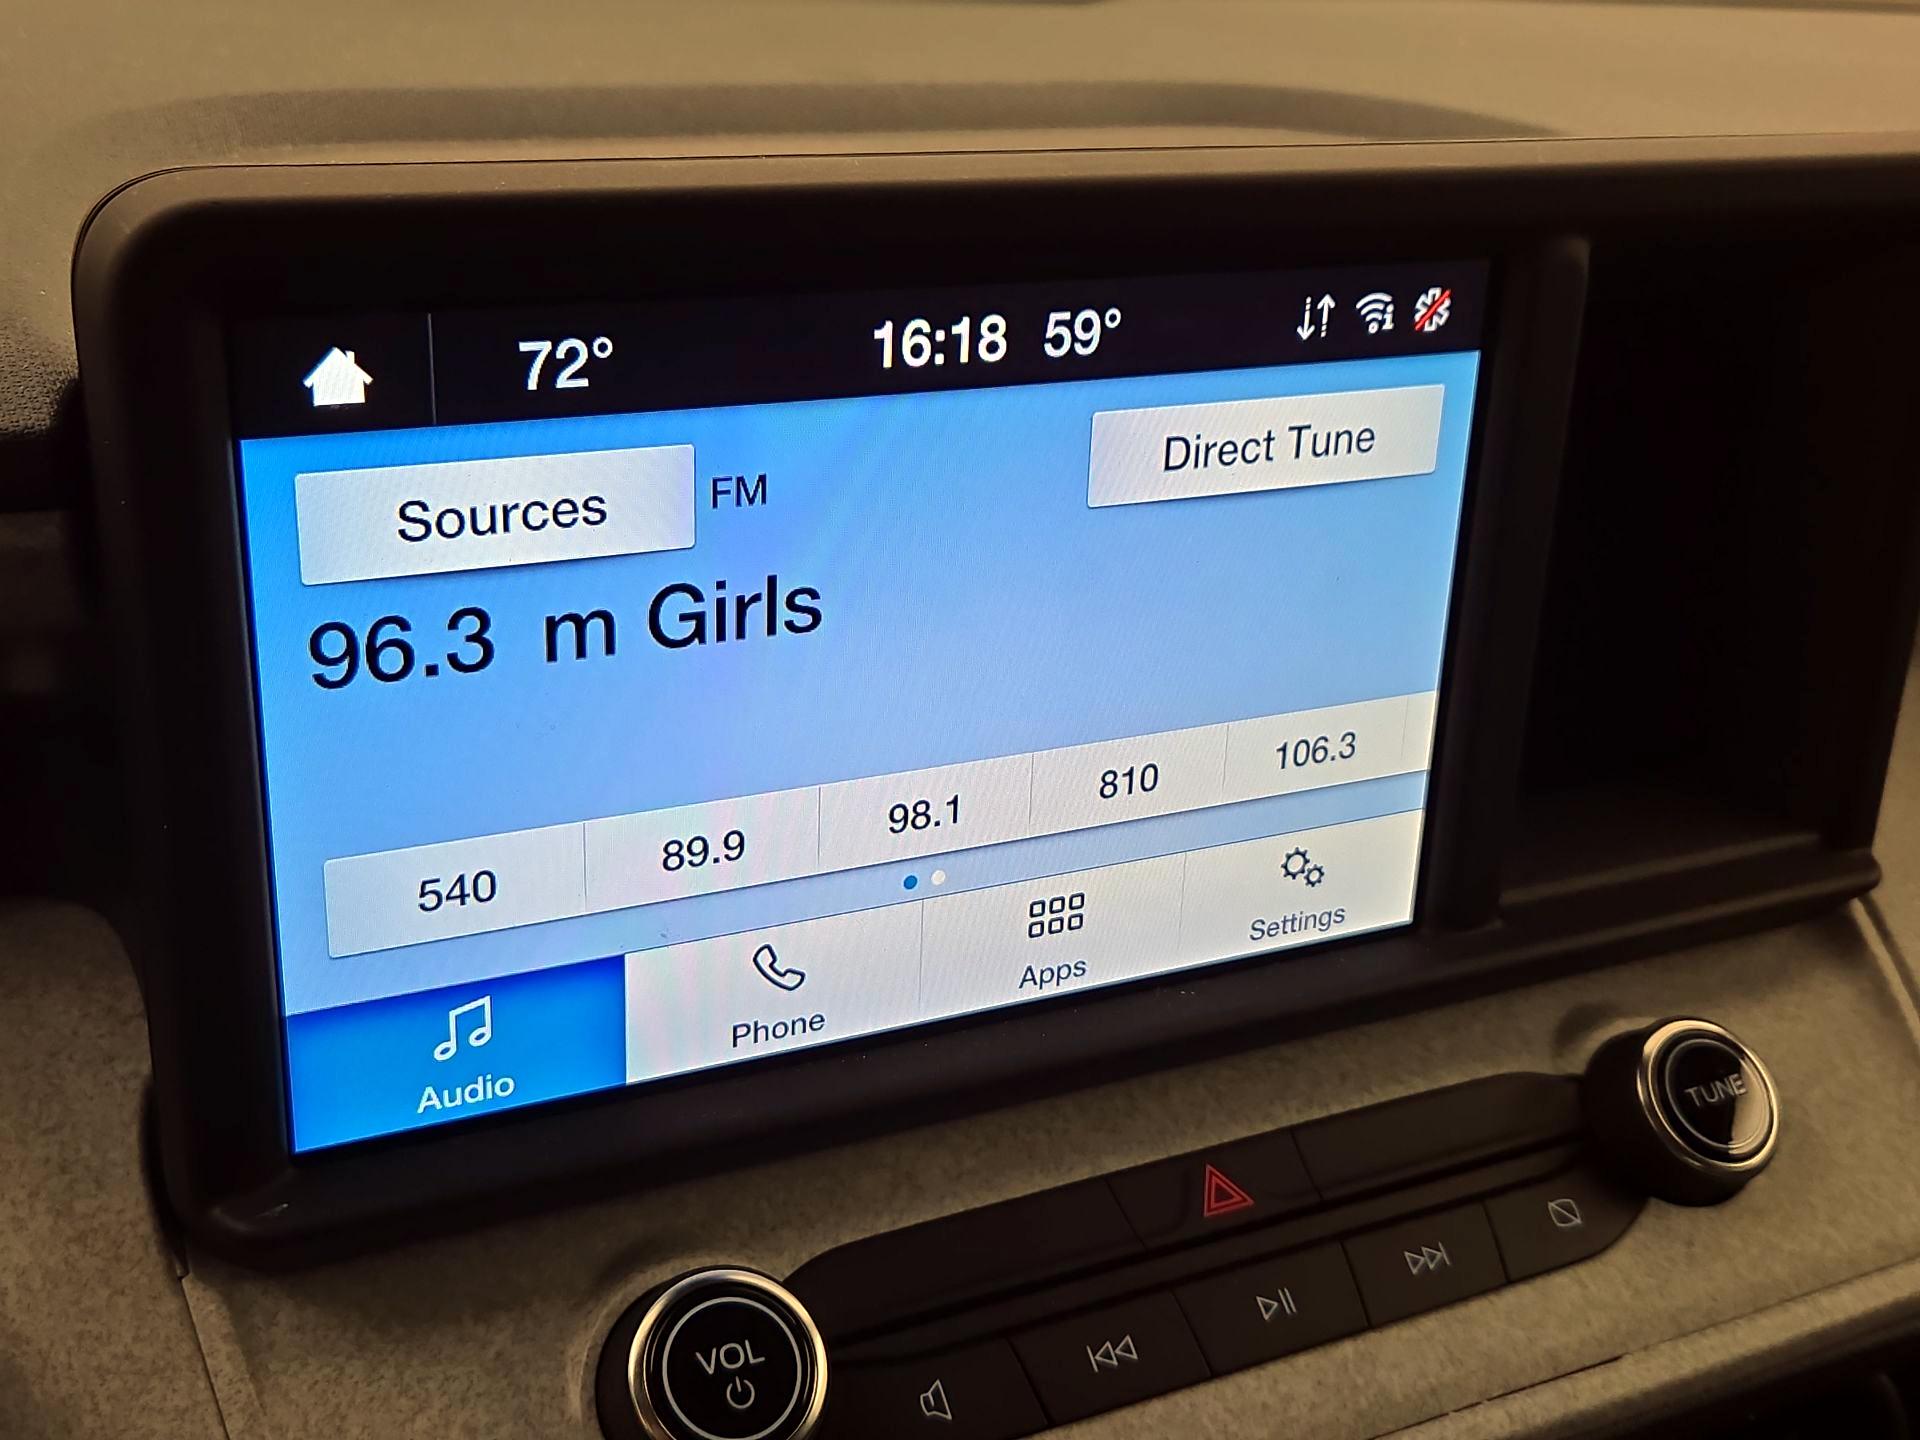 72° 16:18 59°
Sources FM Direct Tune
96.3 m Girls
540 89.9 98.1 810 106.3
Audio Phone Apps Settings
TUNE
VOL